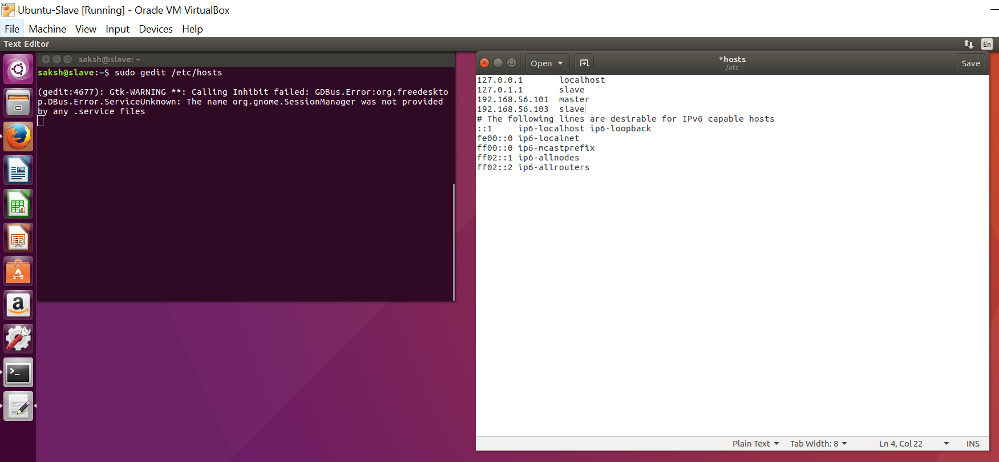 Ubuntu-Slave [Running] - Oracle VM VirtualBox
File Machine View Input Devices Help
Text Editor
En
saksh@slave: ~
saksh@slave:~$ sudo gedit /etc/hosts
(gedit:4677): Gtk-WARNING **: Calling Inhibit failed: GDBus.Error:org.freedeskto
p.DBus.Error.ServiceUnknown: The name org.gnome.SessionManager was not provided
by any .service files
Open
*hosts
/etc
Save
127.0.0.1 localhost
127.0.1.1 slave
192.168.56.101 master
192.168.56.103 slave
# The following lines are desirable for IPv6 capable hosts
::1 ip6-localhost ip6-loopback
fe00::0 ip6-localnet
ff00::0 ip6-mcastprefix
ff02::1 ip6-allnodes
ff02::2 ip6-allrouters
Plain Text Tab Width: 8 Ln 4, Col 22 INS